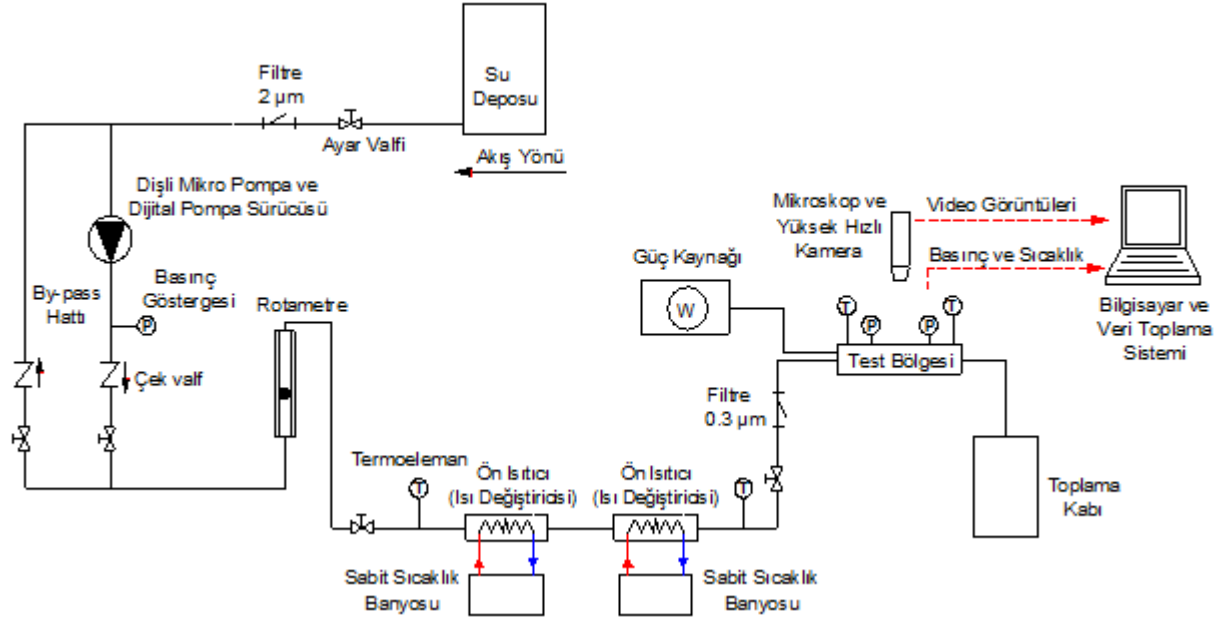 Su
Deposu
Filtre
2 µm
Ayar Valfi
Akış Yönü
Dişli Mikro Pompa ve
Dijital Pompa Sürücüsü
By-pass
Hattı
Basınç
Göstergesi
P
Rotametre
Çek valf
Termoeleman
T
Ön Isıtıcı
(Isı Değiştiricisi)
Ön Isıtıcı
(Isı Değiştiricisi)
T
Sabit Sıcaklık
Banyosu
Sabit Sıcaklık
Banyosu
Filtre
0.3 µm
Güç Kaynağı
W
Mikroskop ve
Yüksek Hızlı
Kamera
Video Görüntüleri
Basınç ve Sıcaklık
T
P
P
T
Test Bölgesi
Bilgisayar ve
Veri Toplama
Sistemi
Toplama
Kabı